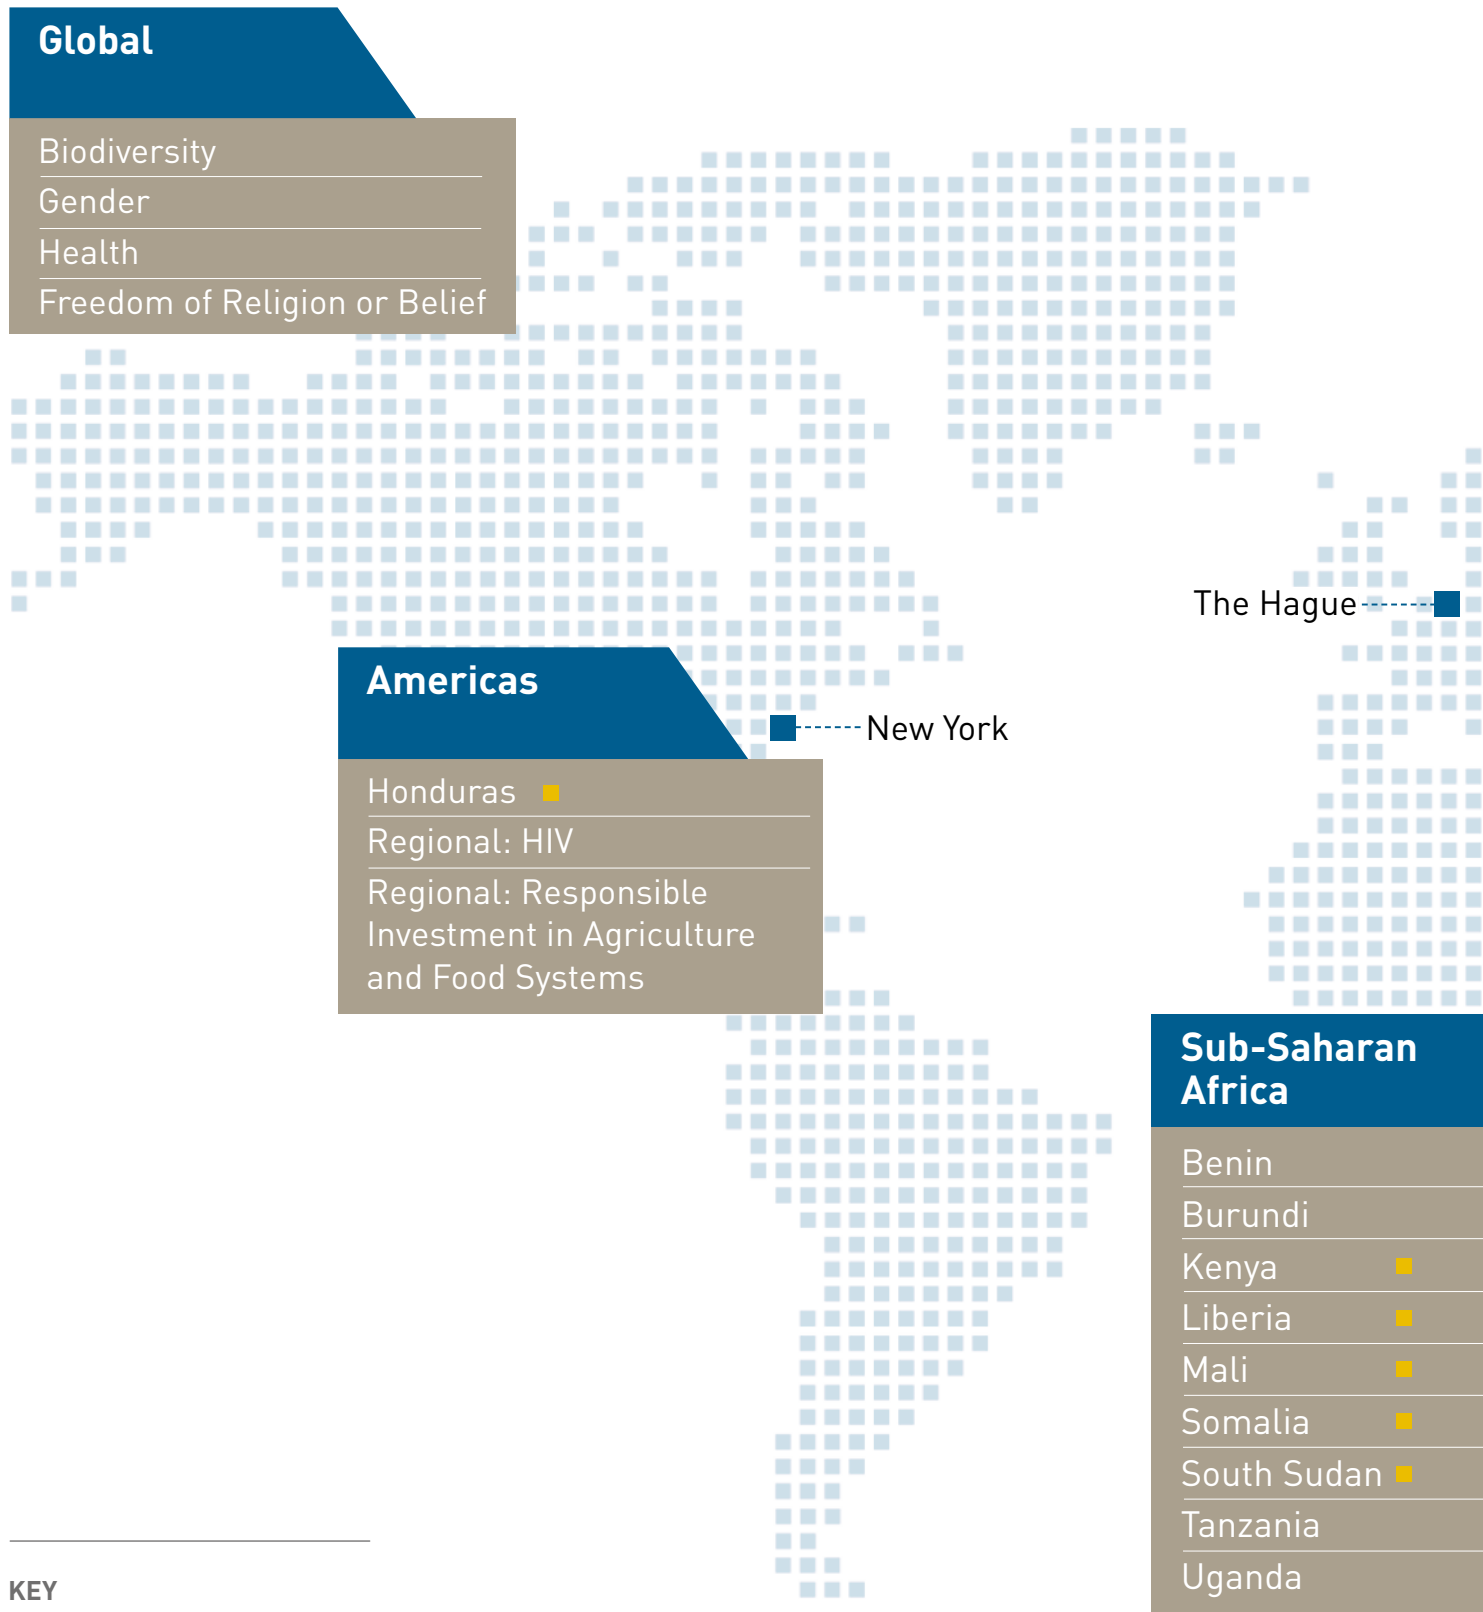 Global
Biodiversity
Gender
Health
Freedom of Religion or Belief
The Hague
Americas
New York
Honduras
Regional: HIV
Regional: Responsible
Investment in Agriculture
and Food Systems
Sub-Saharan
Africa
Benin
Burundi
Kenya
Liberia
Mali
Somalia
South Sudan
Tanzania
Uganda
KEY